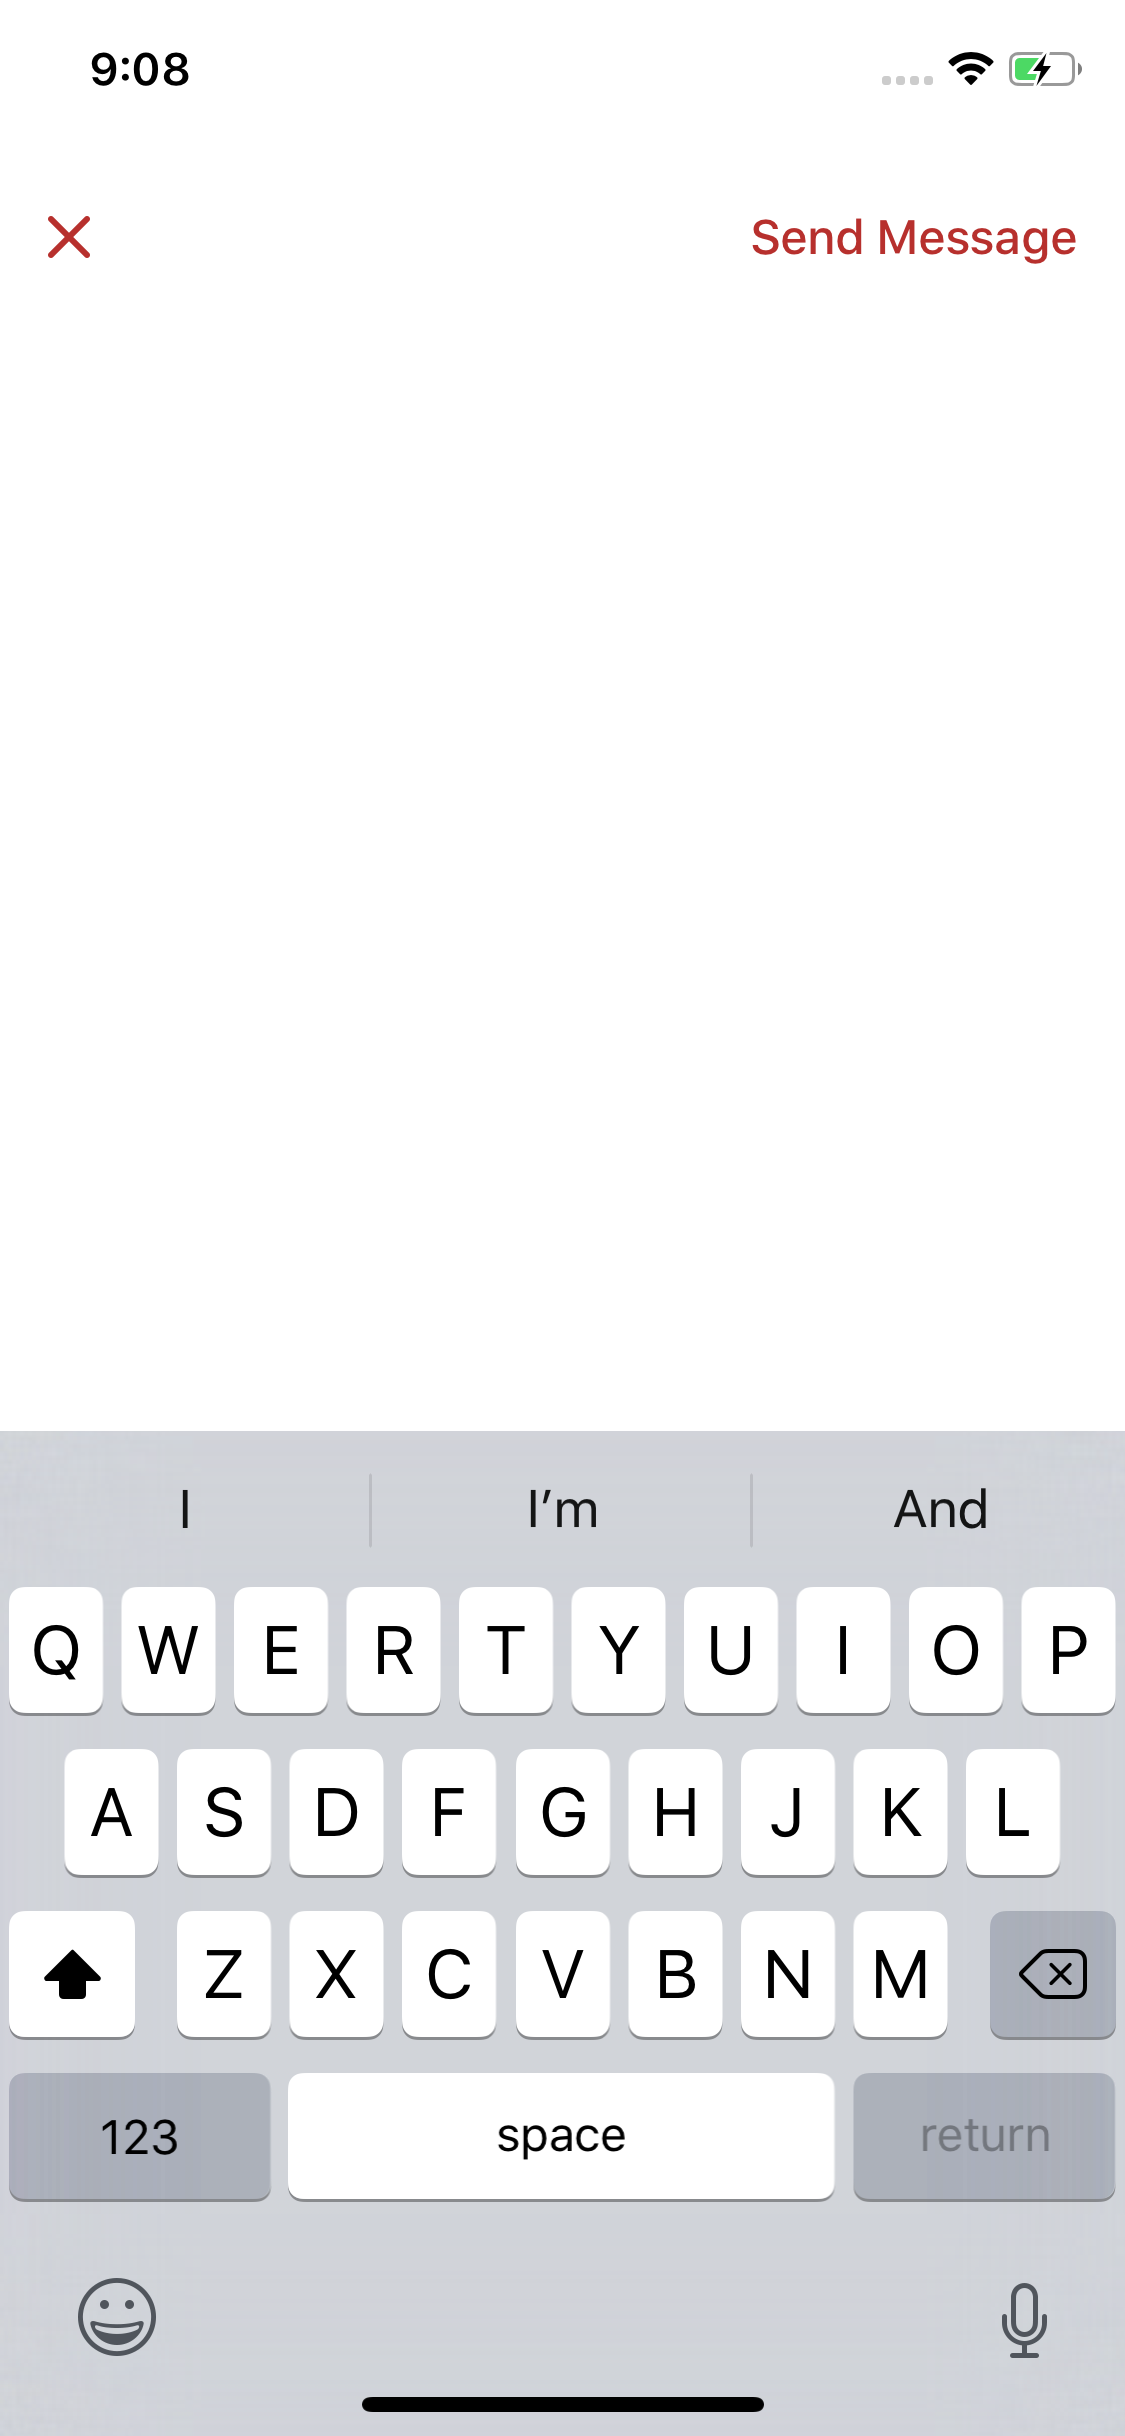 9:08
Send Message
I I’m And
Q W E R T Y U I O P
A S D F G H J K L
Z X C V B N M
123 space return